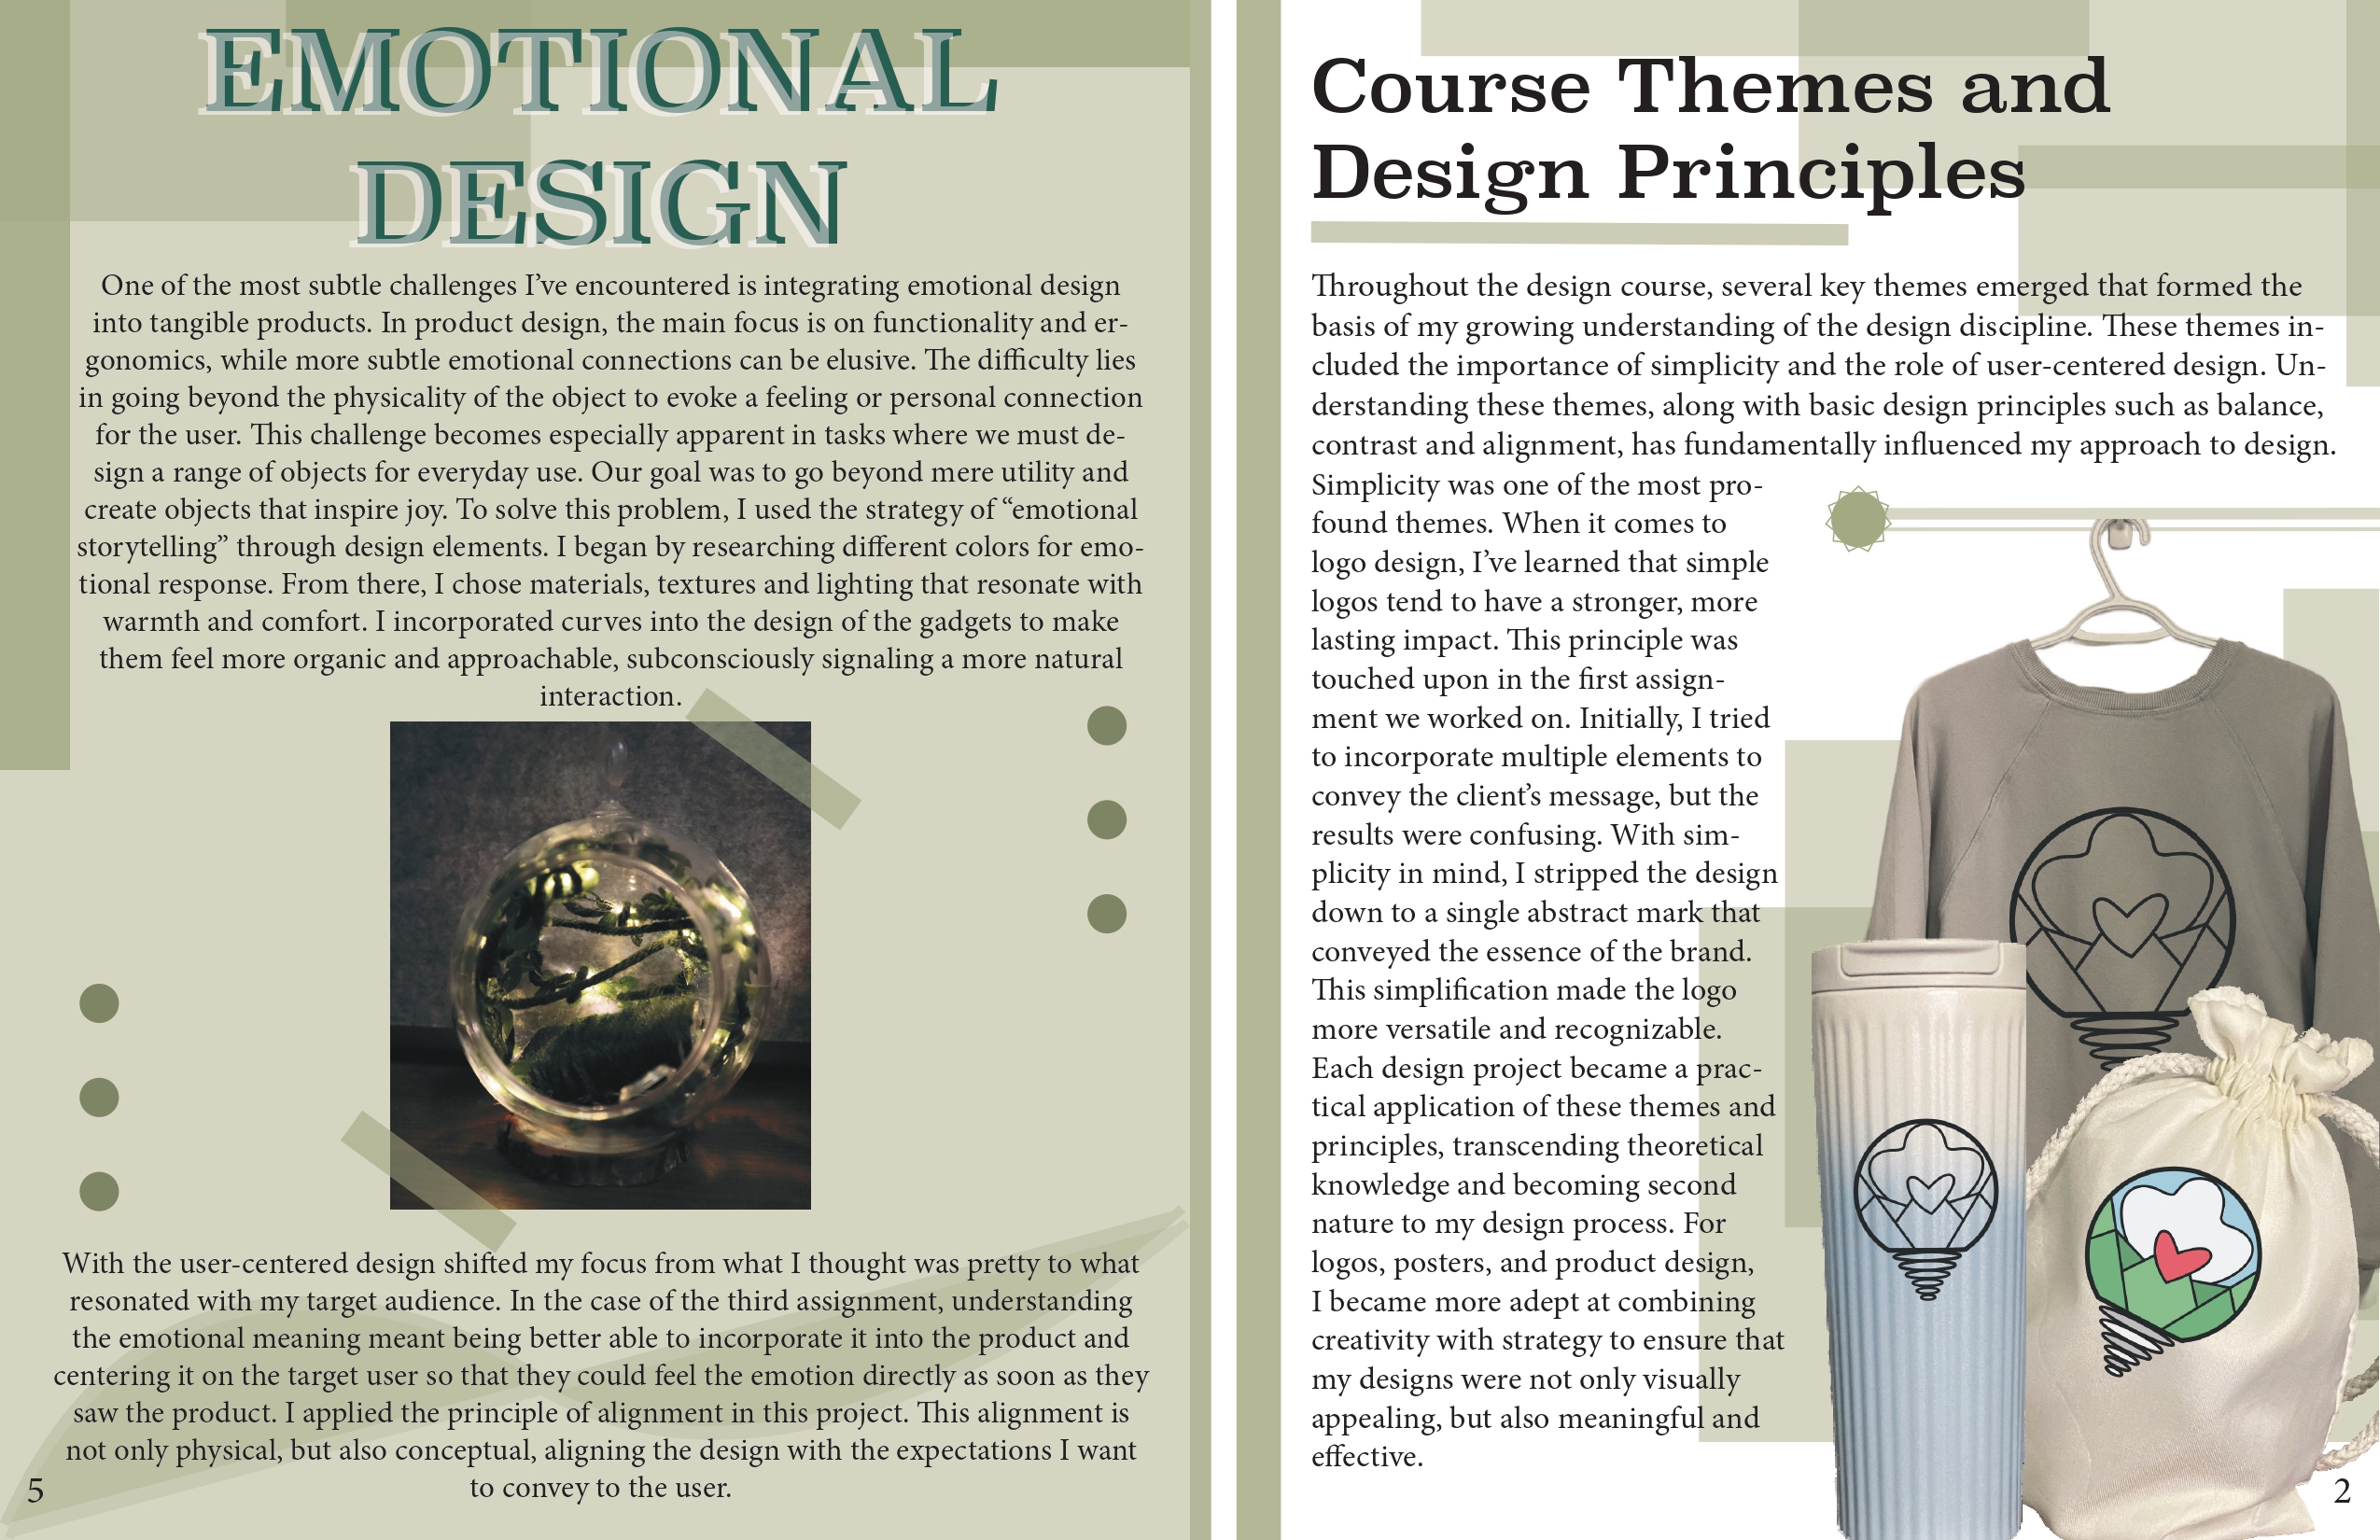 EMOTIONAL
DESIGN
One of the most subtle challenges I’ve encountered is integrating emotional design
into tangible products. In product design, the main focus is on functionality and er-
gonomics, while more subtle emotional connections can be elusive. The difficulty lies
in going beyond the physicality of the object to evoke a feeling or personal connection
for the user. This challenge becomes especially apparent in tasks where we must de-
sign a range of objects for everyday use. Our goal was to go beyond mere utility and
create objects that inspire joy. To solve this problem, I used the strategy of “emotional
storytelling” through design elements. I began by researching different colors for emo-
tional response. From there, I chose materials, textures and lighting that resonate with
warmth and comfort. I incorporated curves into the design of the gadgets to make
them feel more organic and approachable, subconsciously signaling a more natural
interaction.
With the user-centered design shifted my focus from what I thought was pretty to what
resonated with my target audience. In the case of the third assignment, understanding
the emotional meaning meant being better able to incorporate it into the product and
centering it on the target user so that they could feel the emotion directly as soon as they
saw the product. I applied the principle of alignment in this project. This alignment is
not only physical, but also conceptual, aligning the design with the expectations I want
to convey to the user.
5
Course Themes and
Design Principles
Throughout the design course, several key themes emerged that formed the
basis of my growing understanding of the design discipline. These themes in-
cluded the importance of simplicity and the role of user-centered design. Un-
derstanding these themes, along with basic design principles such as balance,
contrast and alignment, has fundamentally influenced my approach to design.
Simplicity was one of the most pro-
found themes. When it comes to
logo design, I’ve learned that simple
logos tend to have a stronger, more
lasting impact. This principle was
touched upon in the first assign-
ment we worked on. Initially, I tried
to incorporate multiple elements to
convey the client’s message, but the
results were confusing. With sim-
plicity in mind, I stripped the design
down to a single abstract mark that
conveyed the essence of the brand.
This simplification made the logo
more versatile and recognizable.
Each design project became a prac-
tical application of these themes and
principles, transcending theoretical
knowledge and becoming second
nature to my design process. For
logos, posters, and product design,
I became more adept at combining
creativity with strategy to ensure that
my designs were not only visually
appealing, but also meaningful and
effective.
2